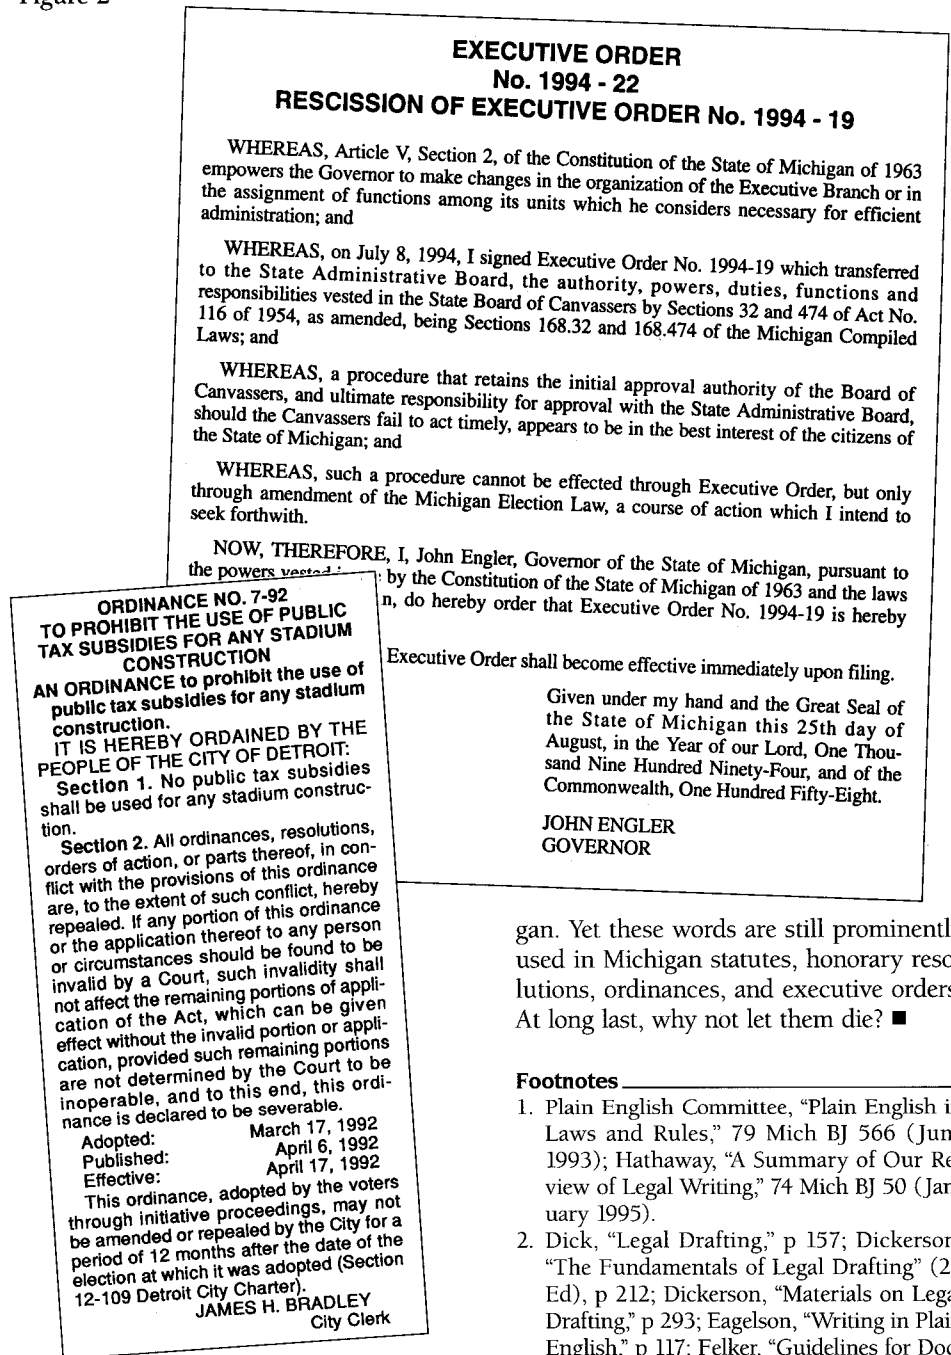 Figure 2
EXECUTIVE ORDER
No. 1994 - 22
RESCISSION OF EXECUTIVE ORDER No. 1994 - 19
WHEREAS, Article V, Section 2, of the Constitution of the State of Michigan of 1963
empowers the Governor to make changes in the organization of the Executive Branch or in
the assignment of functions among its units which he considers necessary for efficient
administration; and
WHEREAS, on July 8, 1994, I signed Executive Order No. 1994-19 which transferred
to the State Administrative Board, the authority, powers, duties, functions and
responsibilities vested in the State Board of Canvassers by Sections 32 and 474 of Act No.
116 of 1954, as amended, being Sections 168.32 and 168.474 of the Michigan Compiled
Laws; and
WHEREAS, a procedure that retains the initial approval authority of the Board of
Canvassers, and ultimate responsibility for approval with the State Administrative Board,
should the Canvassers fail to act timely, appears to be in the best interest of the citizens of
the State of Michigan; and
WHEREAS, such a procedure cannot be effected through Executive Order, but only
through amendment of the Michigan Election Law, a course of action which I intend to
seek forthwith.
NOW, THEREFORE, I, John Engler, Governor of the State of Michigan, pursuant to
the powers vested by the Constitution of the State of Michigan of 1963 and the laws
n, do hereby order that Executive Order No. 1994-19 is hereby
Executive Order shall become effective immediately upon filing.
Given under my hand and the Great Seal of
the State of Michigan this 25th day of
August, in the Year of our Lord, One Thou-
sand Nine Hundred Ninety-Four, and of the
Commonwealth, One Hundred Fifty-Eight.
JOHN ENGLER
GOVERNOR
ORDINANCE NO. 7-92
TO PROHIBIT THE USE OF PUBLIC
TAX SUBSIDIES FOR ANY STADIUM
CONSTRUCTION
AN ORDINANCE to prohibit the use of
public tax subsidies for any stadium
construction.
IT IS HEREBY ORDAINED BY THE
PEOPLE OF THE CITY OF DETROIT:
Section 1. No public tax subsidies
shall be used for any stadium construc-
tion.
Section 2. All ordinances, resolutions,
orders of action, or parts thereof, in con-
flict with the provisions of this ordinance
are, to the extent of such conflict, hereby
repealed. If any portion of this ordinance
or the application thereof to any person
or circumstances should be found to be
invalid by a Court, such invalidity shall
not affect the remaining portions of appli-
cation of the Act, which can be given
effect without the invalid portion or appli-
cation, provided such remaining portions
are not determined by the Court to be
inoperable, and to this end, this ordi-
nance is declared to be severable.
Adopted: March 17, 1992
Published: April 6, 1992
Effective: April 17, 1992
This ordinance, adopted by the voters
through initiative proceedings, may not
be amended or repealed by the City for a
period of 12 months after the date of the
election at which it was adopted (Section
12-109 Detroit City Charter).
JAMES H. BRADLEY
City Clerk
gan. Yet these words are still prominentl
used in Michigan statutes, honorary reso
lutions, ordinances, and executive orders
At long last, why not let them die? ■
Footnotes
1. Plain English Committee, “Plain English i
Laws and Rules,” 79 Mich BJ 566 (Jun
1993); Hathaway, “A Summary of Our Re
view of Legal Writing,” 74 Mich BJ 50 (Jan
uary 1995).
2. Dick, “Legal Drafting,” p 157; Dickerson
“The Fundamentals of Legal Drafting” (2
Ed), p 212; Dickerson, “Materials on Lega
Drafting,” p 293; Eagelson, “Writing in Plai
English,” p 117; Felker, “Guidelines for Doc